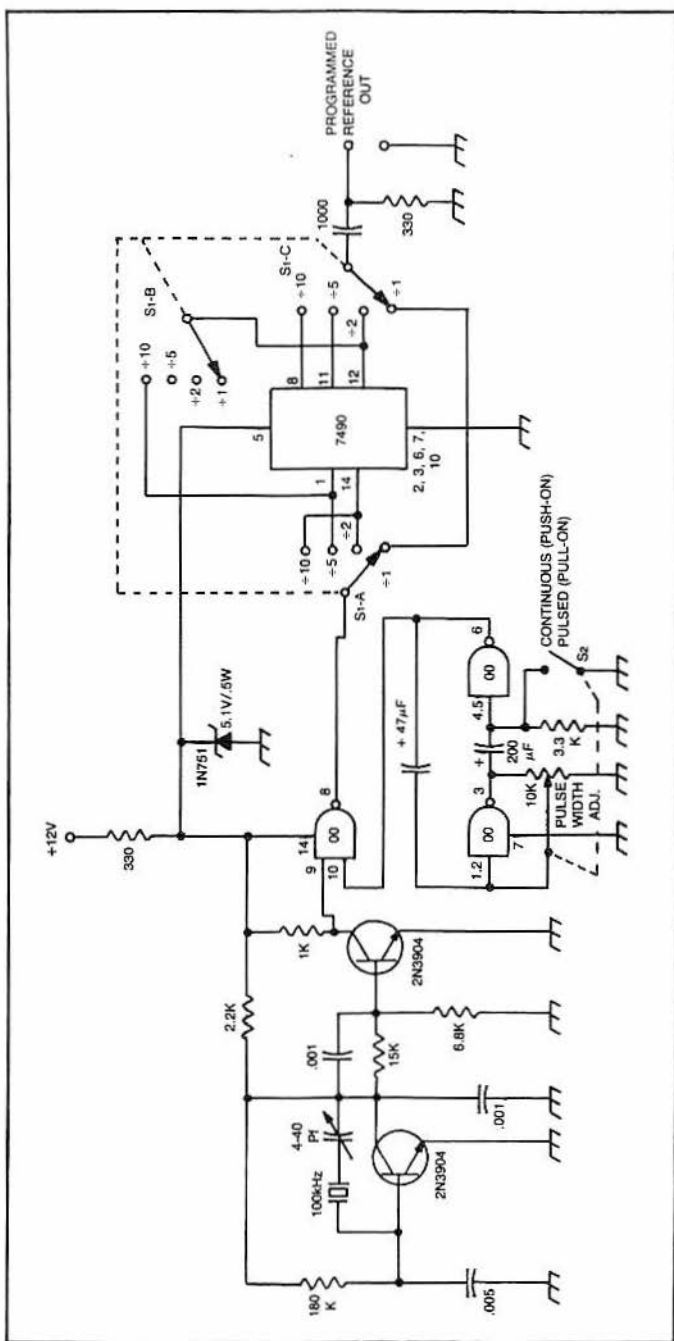 +12V
330
1N751
5.1V/.5W
2.2K
1K
180
K
.005
100kHz
4-40
Pf
2N3904
.001
.001
15K
6.8K
2N3904
9
10
14
8
00
+ 47μF
1.2
3
7
00
10K
PULSE
WIDTH
ADJ.
+
200
μF
3.3
K
4.5
6
00
S2
CONTINUOUS (PUSH-ON)
PULSED (PULL-ON)
S1-A
÷10
÷5
÷2
÷1
1
14
5
7490
2, 3, 6, 7,
10
8
11
12
S1-B
÷10
÷5
÷2
÷1
S1-C
÷10
÷5
÷2
÷1
1000
330
PROGRAMMED
REFERENCE
OUT